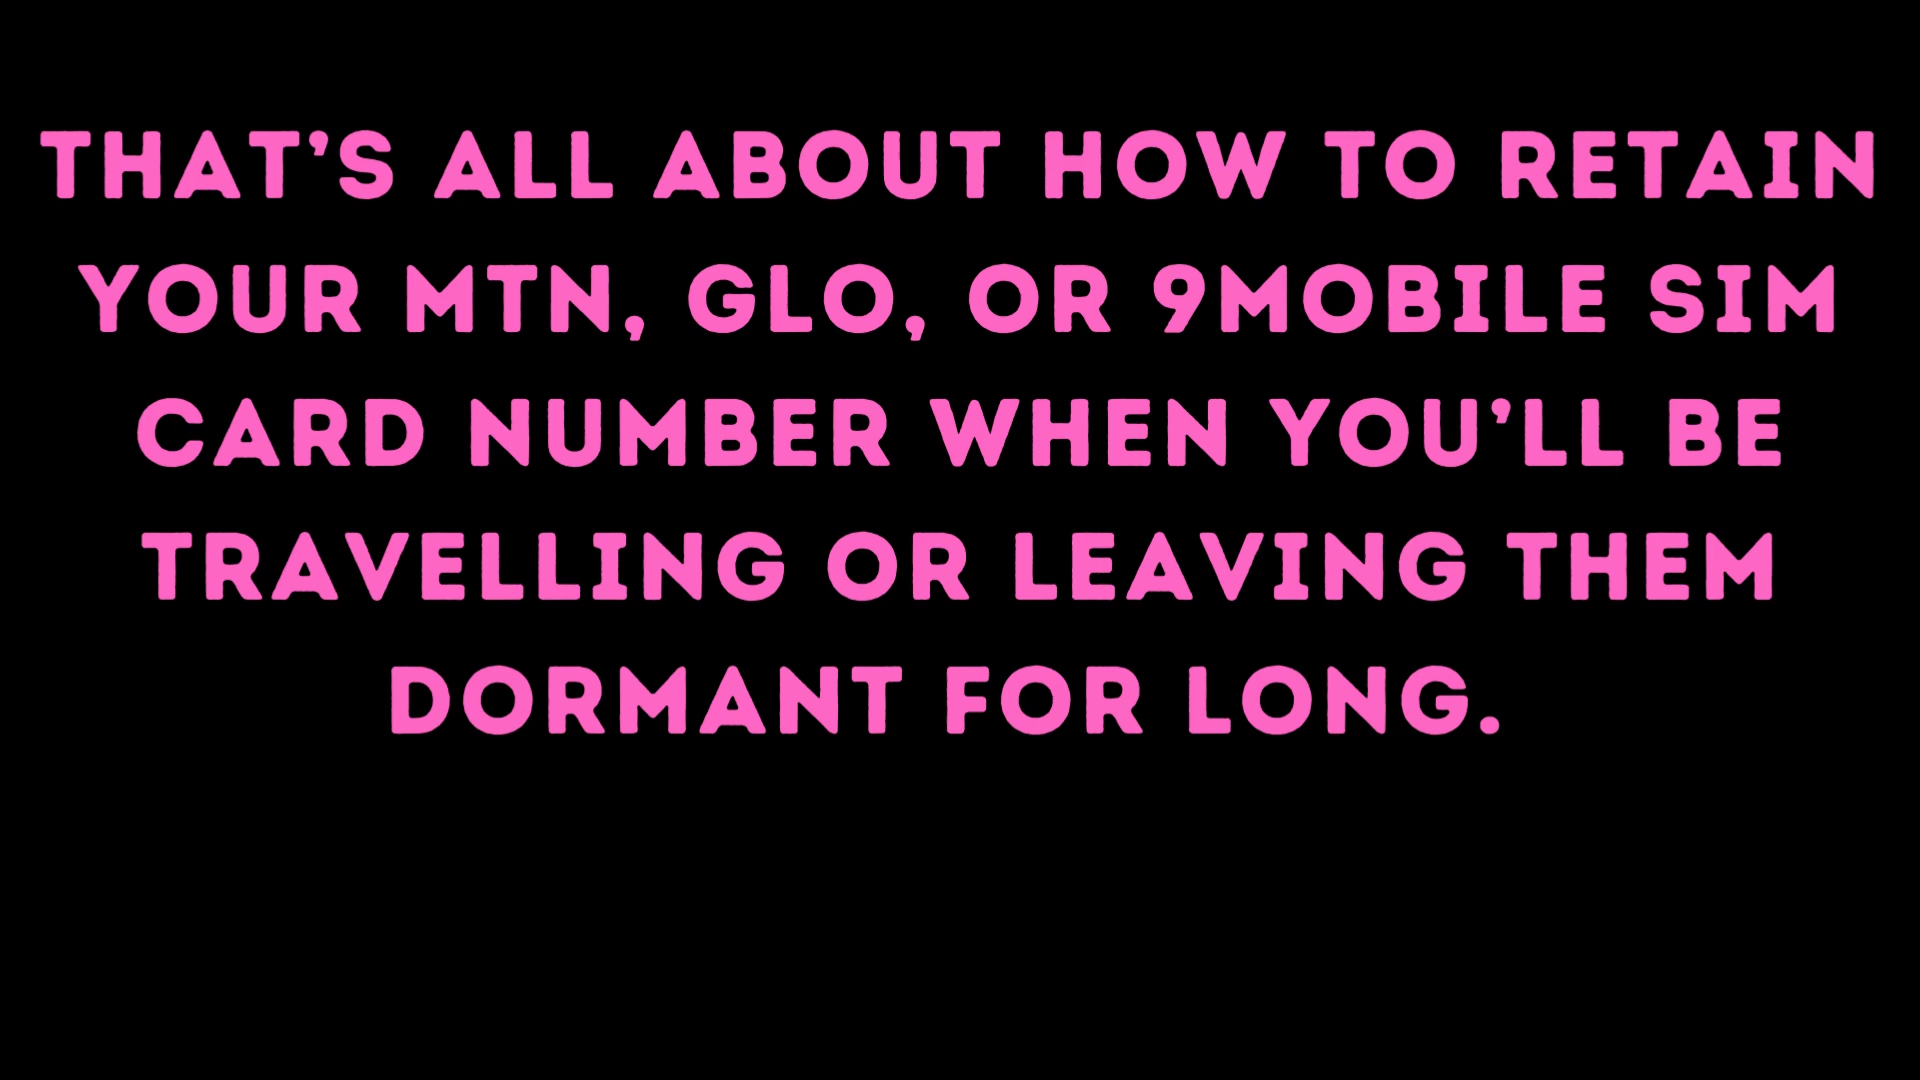 THAT’S ALL ABOUT HOW TO RETAIN
YOUR MTN, GLO, OR 9MOBILE SIM
CARD NUMBER WHEN YOU’LL BE
TRAVELLING OR LEAVING THEM
DORMANT FOR LONG.